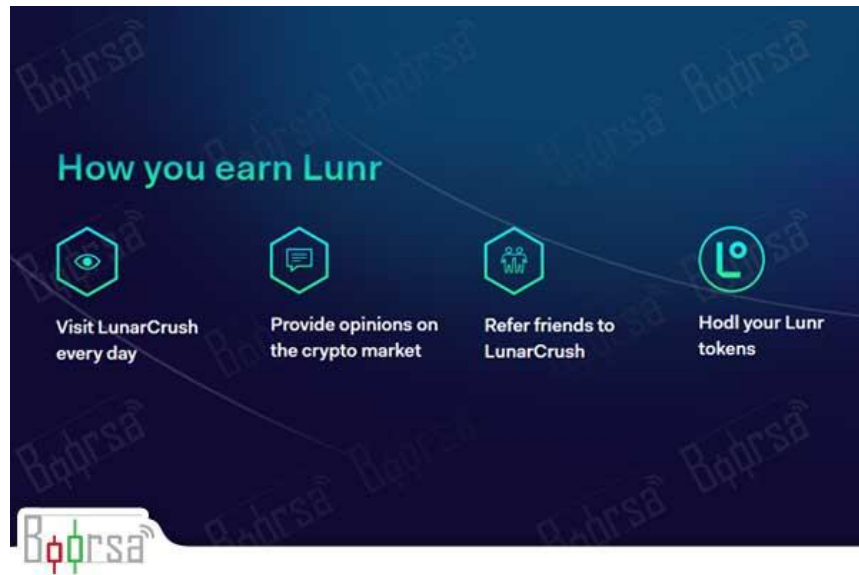 How you earn Lunr
Visit LunarCrush
every day
Provide opinions on
the crypto market
Refer friends to
LunarCrush
Hodl your Lunr
tokens
Boorsa